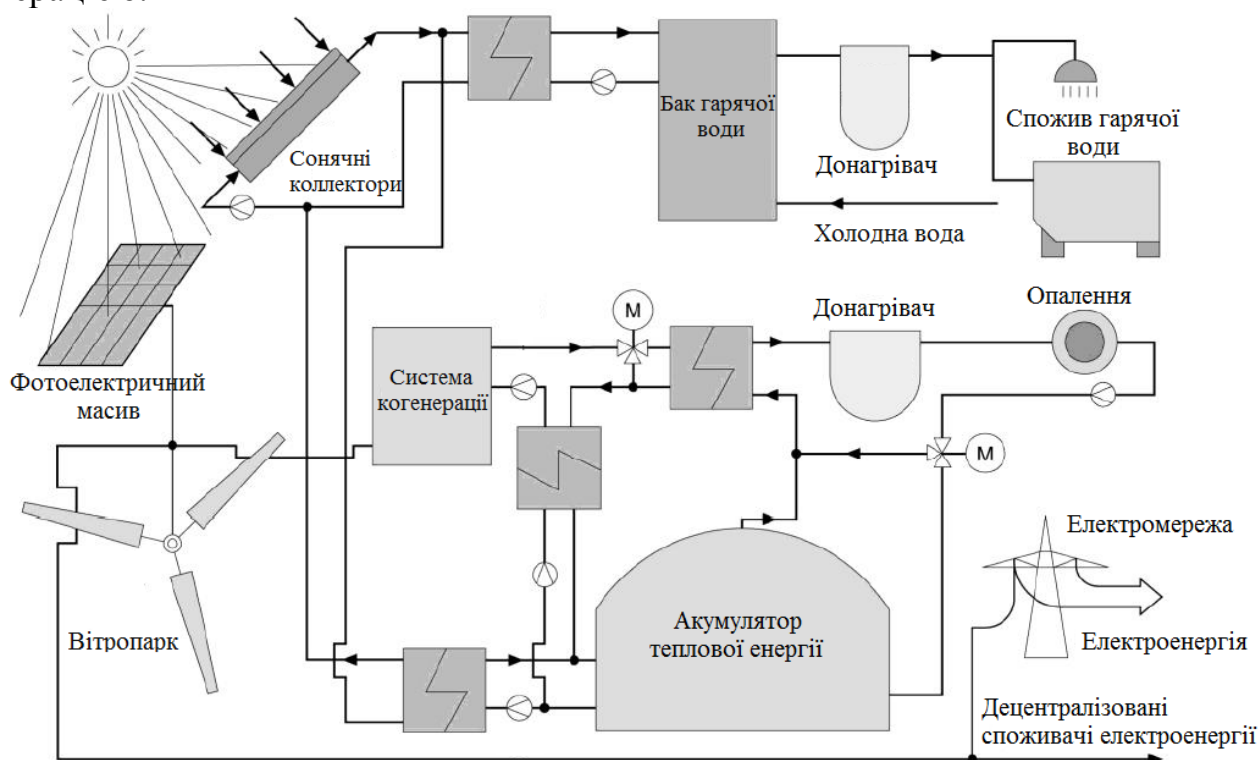 Сонячні
коллектори
Бак гарячої
води
Донагрівач
Спожив гарячої
води
Холодна вода
Фотоелектричний
масив
Система
когенерації
M
Донагрівач
Опалення
M
Вітропарк
Акумулятор
теплової енергії
Електромережа
Електроенергія
Децентралізовані
споживачі електроенергії